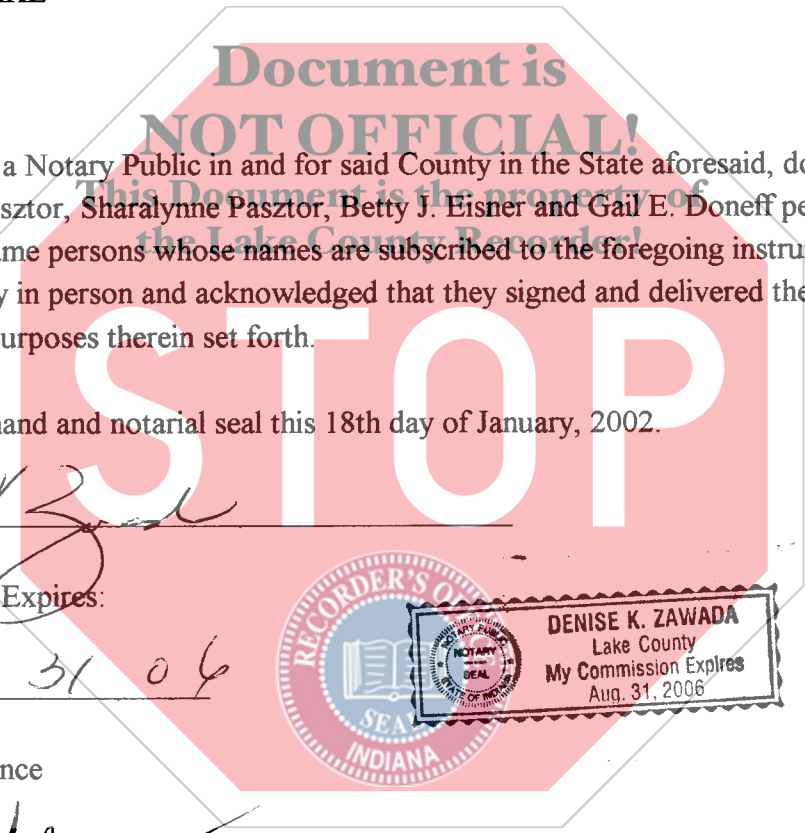 Document is
NOT OFFICIAL!
a Notary Public in and for said County in the State aforesaid, do
This Document is the property of
sztor, Sharalynne Pasztor, Betty J. Eisner and Gail E. Doneff pe
the Lake County Recorder!
me persons whose names are subscribed to the foregoing instru
y in person and acknowledged that they signed and delivered the
urposes therein set forth.
STOP
and and notarial seal this 18th day of January, 2002.
Expires:
31 06
RECORDER'S OFFICE
SEAL
INDIANA
NOTARY PUBLIC
NOTARY
SEAL
STATE OF INDIANA
DENISE K. ZAWADA
Lake County
My Commission Expires
Aug. 31, 2006
nce